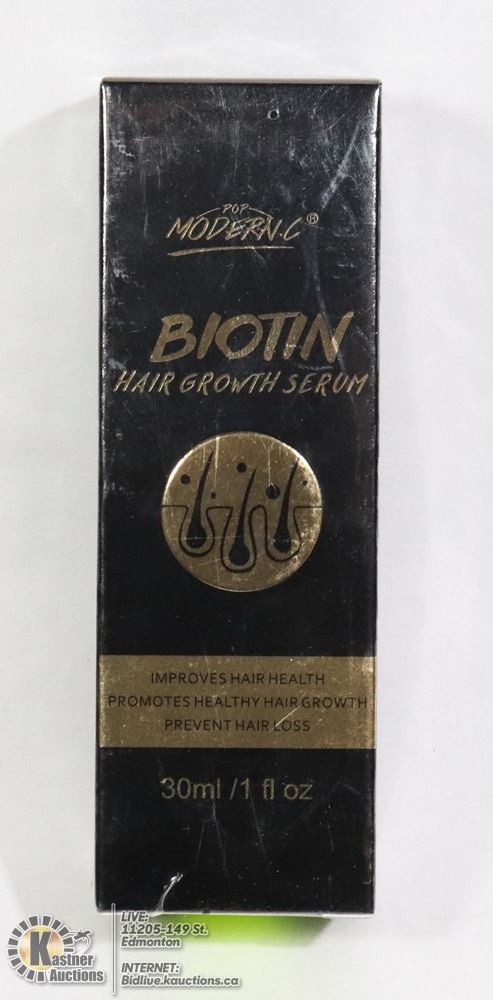 POP
MODERN.C®
BIOTIN
HAIR GROWTH SERUM
IMPROVES HAIR HEALTH
PROMOTES HEALTHY HAIR GROWTH
PREVENT HAIR LOSS
30ml /1 fl oz
Kastner
Auctions
LIVE:
11205-149 St.
Edmonton
INTERNET:
Bidlive.kauctions.ca